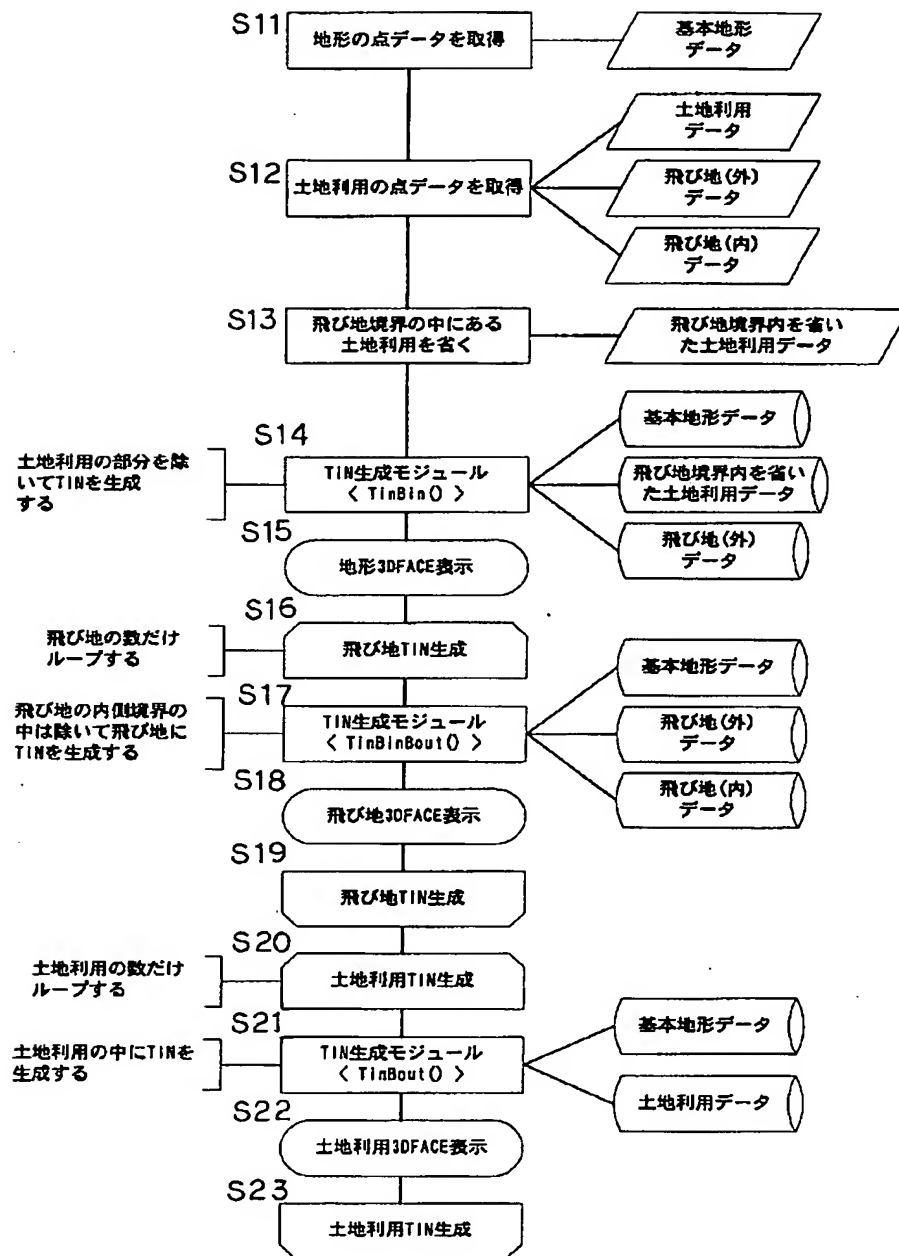 S11
地形の点データを取得
基本地形
データ
土地利用
データ
S12
土地利用の点データを取得
飛び地(外)
データ
飛び地(内)
データ
S13
飛び地境界の中にある
土地利用を省く
飛び地境界内を省い
た土地利用データ
S14
土地利用の部分を除
いてTINを生成
する
TIN生成モジュール
< TinBin() >
基本地形データ
飛び地境界内を省い
た土地利用データ
飛び地(外)
データ
S15
地形3DFACE表示
S16
飛び地の数だけ
ループする
飛び地TIN生成
S17
飛び地の内側境界の
中は除いて飛び地に
TINを生成する
TIN生成モジュール
< TinBinBout() >
基本地形データ
飛び地(外)
データ
飛び地(内)
データ
S18
飛び地3DFACE表示
S19
飛び地TIN生成
S20
土地利用の数だけ
ループする
土地利用TIN生成
S21
土地利用の中にTINを
生成する
TIN生成モジュール
< TinBout() >
基本地形データ
土地利用データ
S22
土地利用3DFACE表示
S23
土地利用TIN生成